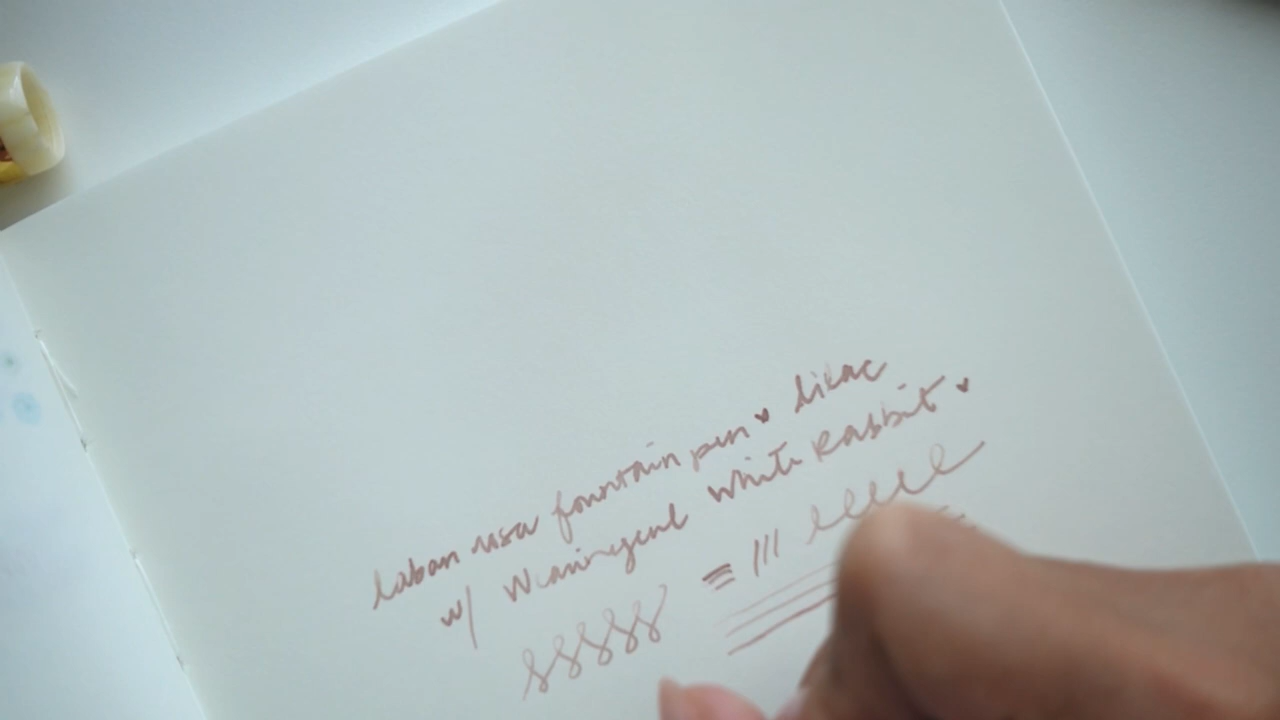 laban rosa fountain pen ♥ lilac
w/ Wearingeul White Rabbit ♥